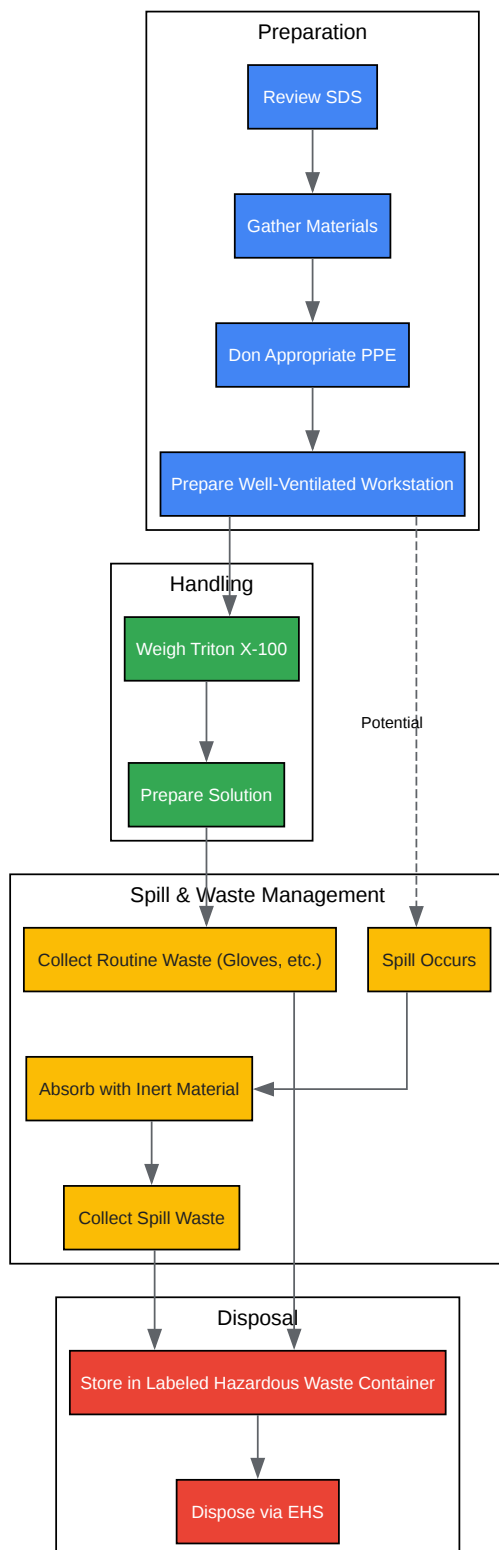 Preparation
Review SDS
Gather Materials
Don Appropriate PPE
Prepare Well-Ventilated Workstation
Handling
Weigh Triton X-100
Potential
Prepare Solution
Spill & Waste Management
Collect Routine Waste (Gloves, etc.)
Spill Occurs
Absorb with Inert Material
Collect Spill Waste
Disposal
Store in Labeled Hazardous Waste Container
Dispose via EHS